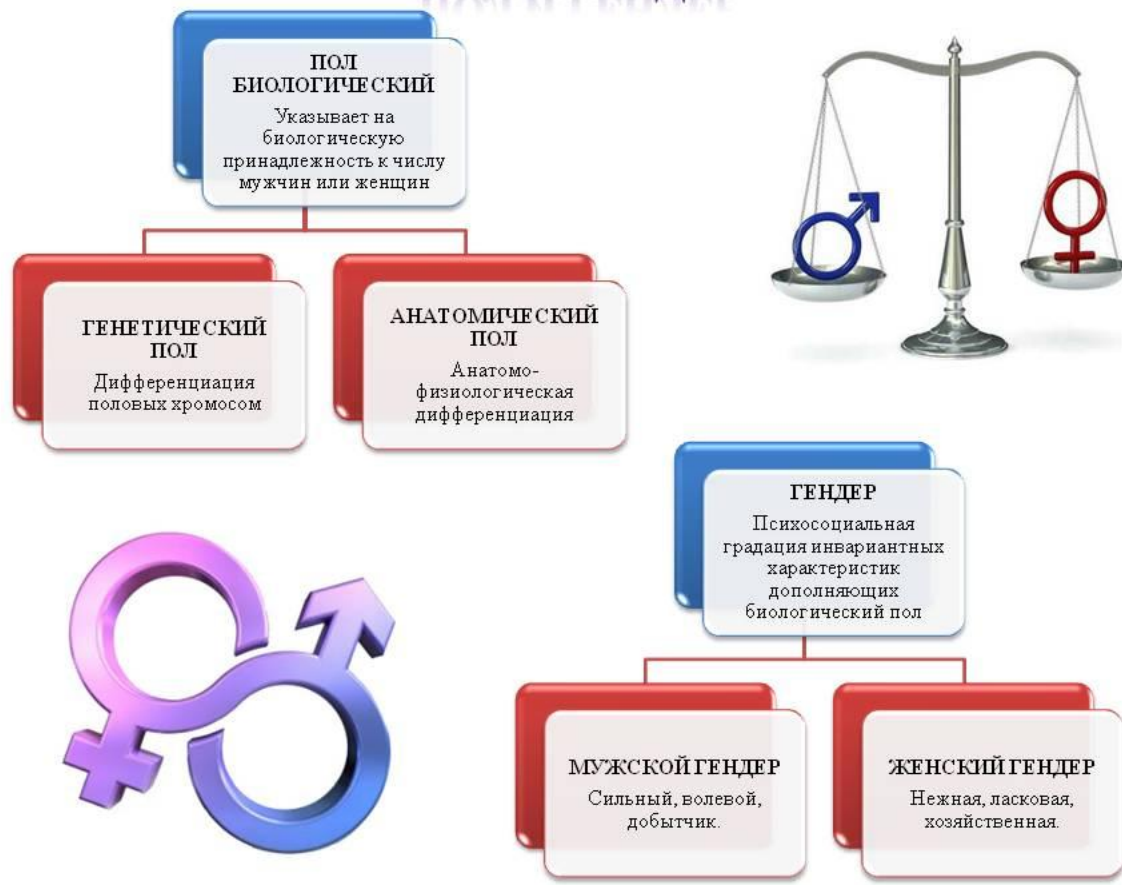 ПОЛ
БИОЛОГИЧЕСКИЙ
Указывает на
биологическую
принадлежность к числу
мужчин или женщин
ГЕНЕТИЧЕСКИЙ
ПОЛ
Дифференциация
половых хромосом
АНАТОМИЧЕСКИЙ
ПОЛ
Анатомо-
физиологическая
дифференциация
ГЕНДЕР
Психосоциальная
градация инвариантных
характеристик
дополняющих
биологический пол
МУЖСКОЙ ГЕНДЕР
Сильный, волевой,
добытчик.
ЖЕНСКИЙ ГЕНДЕР
Нежная, ласковая,
хозяйственная.